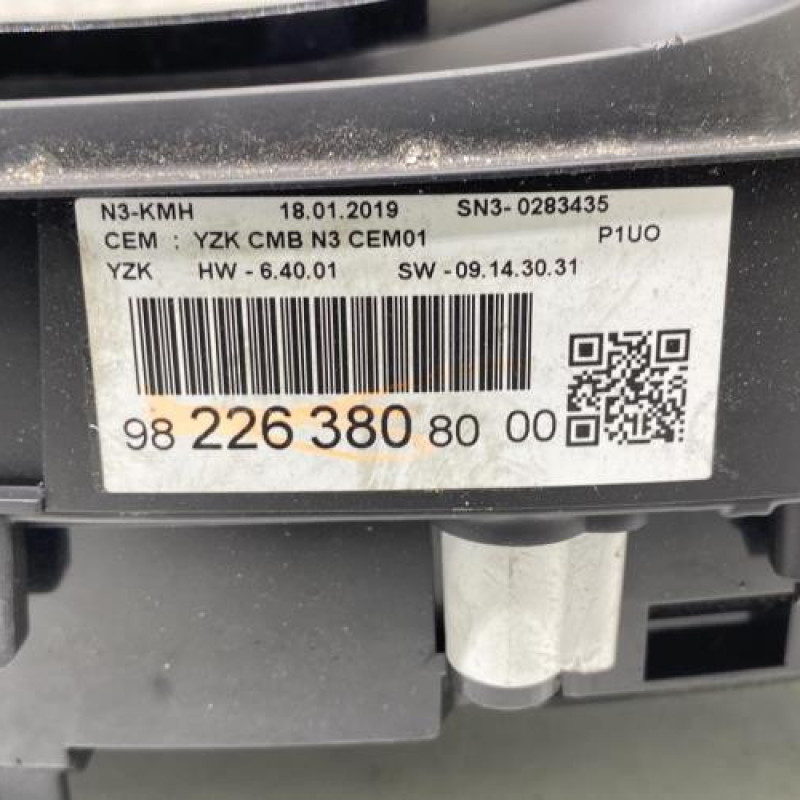 N3-KMH 18.01.2019 SN3-0283435
CEM : YZK CMB N3 CEM01 P1UO
YZK HW - 6.40.01 SW - 09.14.30.31
98 226 380 80 00